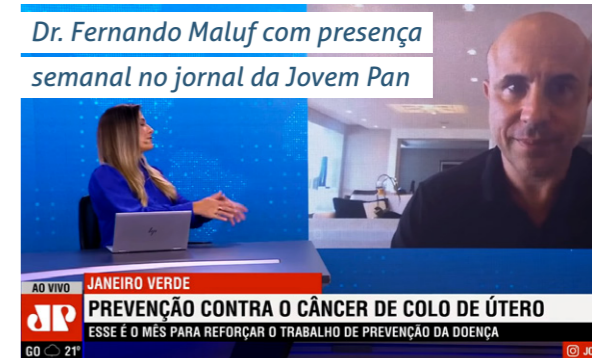 Dr. Fernando Maluf com presença
semanal no jornal da Jovem Pan
AO VIVO
JANEIRO VERDE
JP
PREVENÇÃO CONTRA O CÂNCER DE COLO DE ÚTERO
ESSE É O MÊS PARA REFORÇAR O TRABALHO DE PREVENÇÃO DA DOENÇA
GO 21°
hp